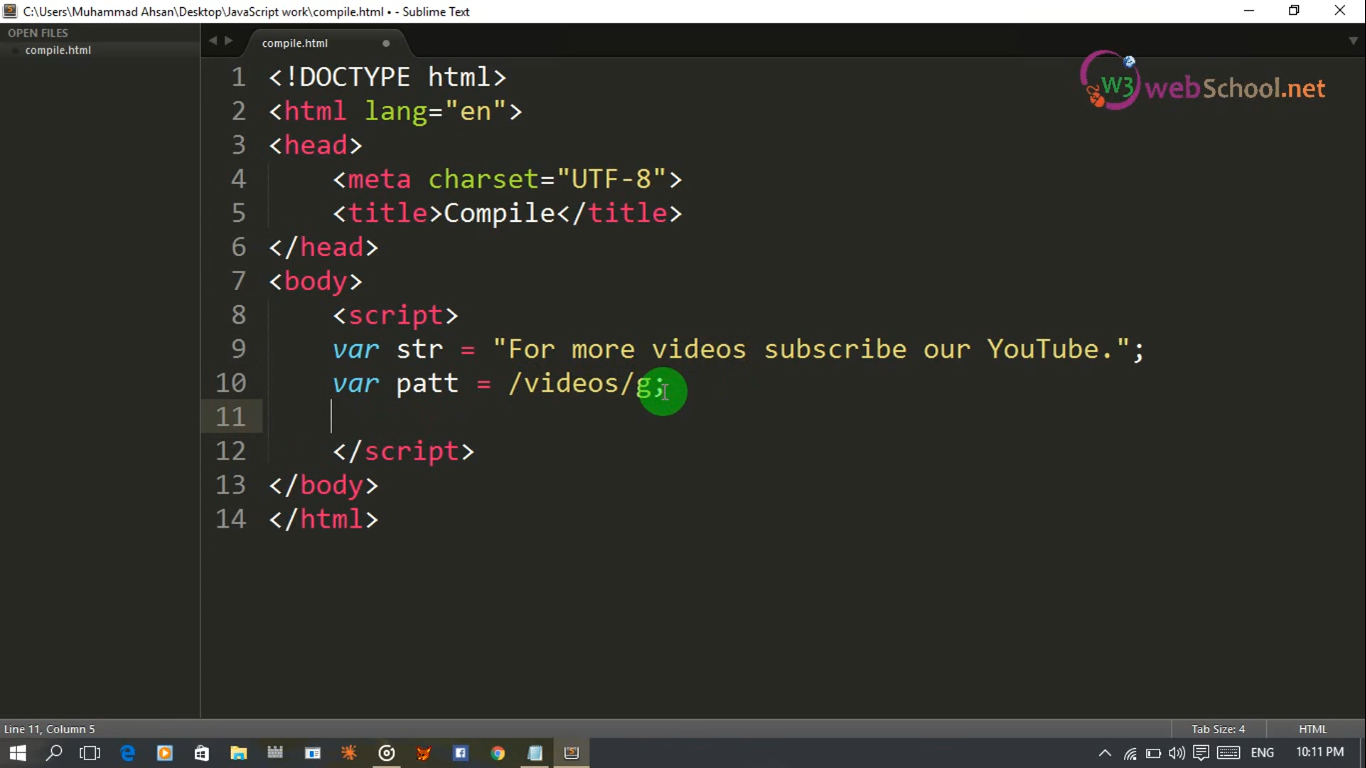 C:\Users\Muhammad Ahsan\Desktop\JavaScript work\compile.html • - Sublime Text
OPEN FILES
compile.html
compile.html
W3 webSchool.net
1 <!DOCTYPE html>
2 <html lang="en">
3 <head>
4 <meta charset="UTF-8">
5 <title>Compile</title>
6 </head>
7 <body>
8 <script>
9 var str = "For more videos subscribe our YouTube.";
10 var patt = /videos/g;
11
12 </script>
13 </body>
14 </html>
Line 11, Column 5
Tab Size: 4
HTML
ENG
10:11 PM